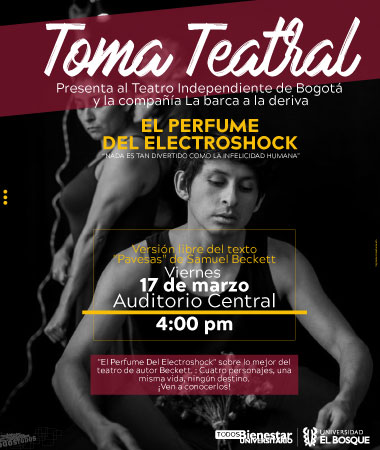 Toma Teatral
Presenta al Teatro Independiente de Bogotá
y la compañía La barca a la deriva
EL PERFUME
DEL ELECTROSHOCK
"NADA ES TAN DIVERTIDO COMO LA INFELICIDAD HUMANA"
Versión libre del texto
"Pavesas" de Samuel Beckett
Viernes
17 de marzo
Auditorio Central
4:00 pm
"El Perfume Del Electroshock" sobre lo mejor del
teatro de autor Beckett. : Cuatro personajes, una
misma vida, ningún destino.
¡Ven a conocerlos!
TODOS Bienestar
UNIVERSITARIO
UNIVERSIDAD
EL BOSQUE